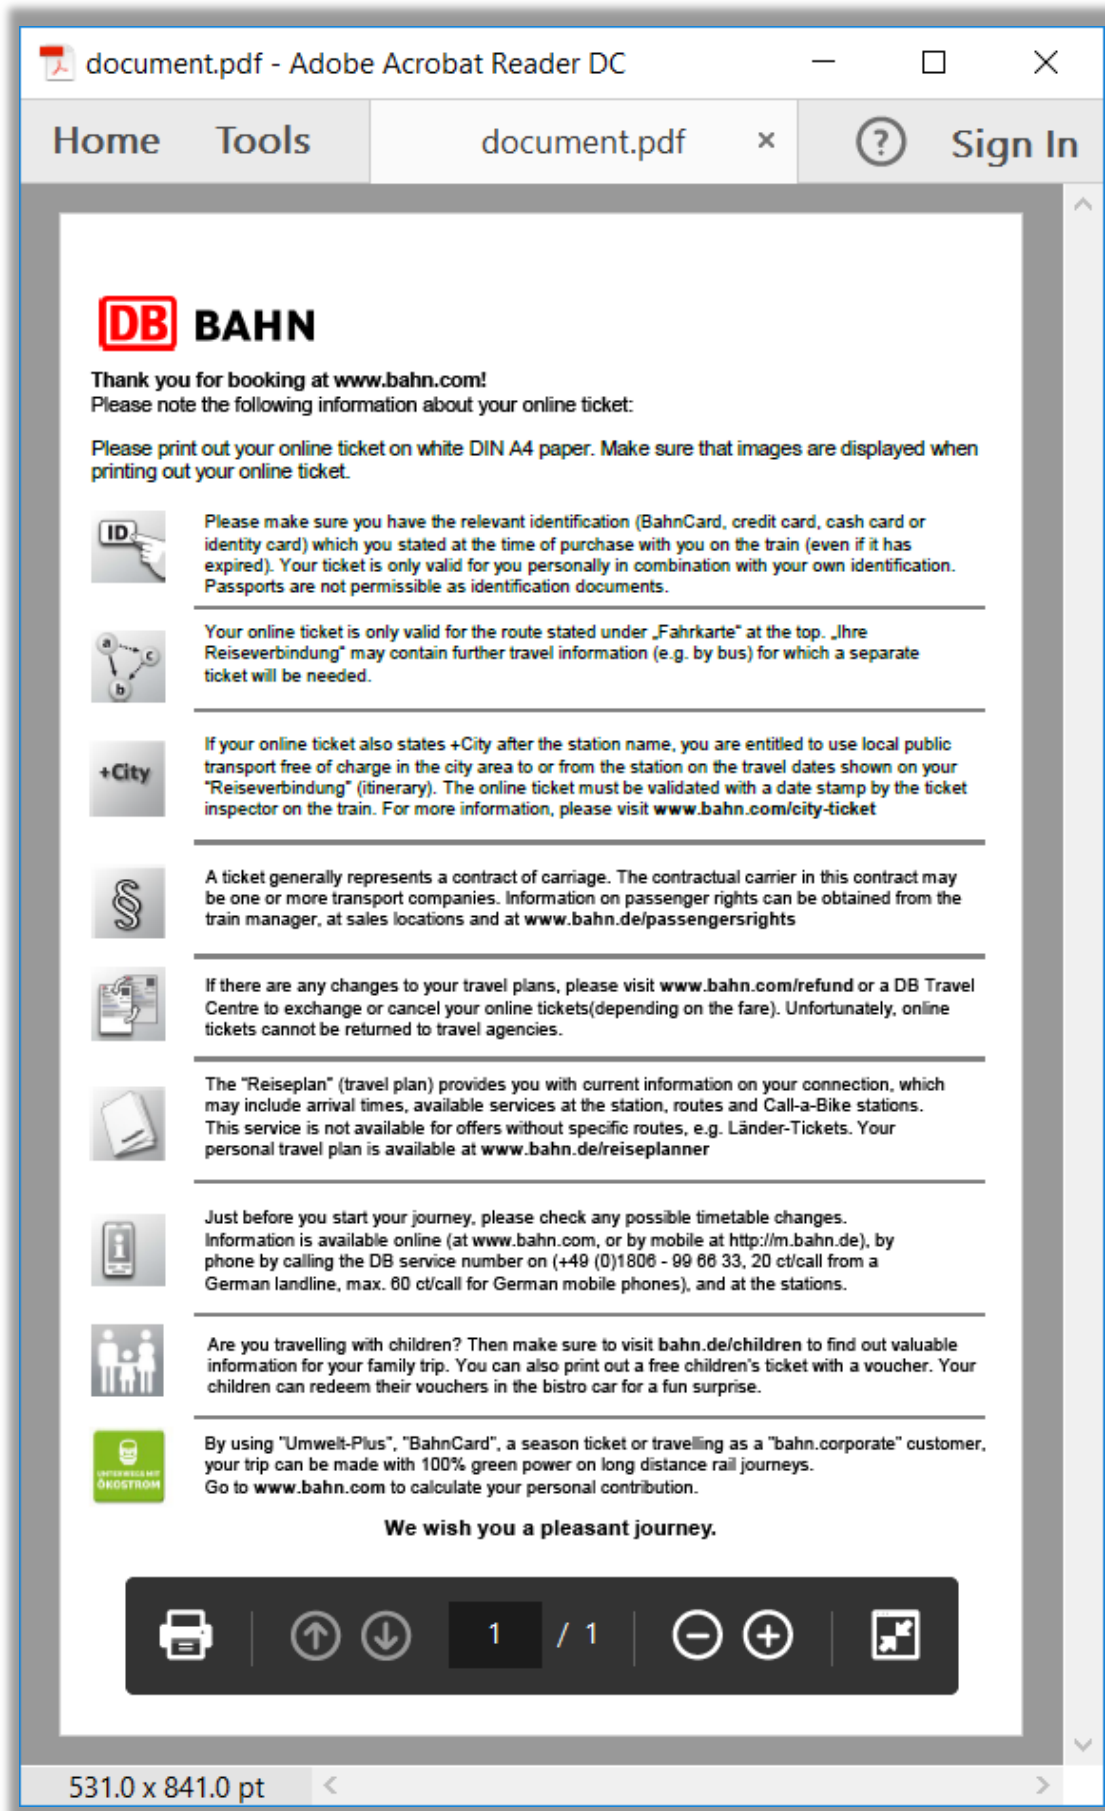 document.pdf - Adobe Acrobat Reader DC
Home Tools document.pdf × ? Sign In
DB BAHN
Thank you for booking at www.bahn.com!
Please note the following information about your online ticket:
Please print out your online ticket on white DIN A4 paper. Make sure that images are displayed when
printing out your online ticket.
ID
Please make sure you have the relevant identification (BahnCard, credit card, cash card or
identity card) which you stated at the time of purchase with you on the train (even if it has
expired). Your ticket is only valid for you personally in combination with your own identification.
Passports are not permissible as identification documents.
a c b
Your online ticket is only valid for the route stated under „Fahrkarte“ at the top. „Ihre
Reiseverbindung“ may contain further travel information (e.g. by bus) for which a separate
ticket will be needed.
+City
If your online ticket also states +City after the station name, you are entitled to use local public
transport free of charge in the city area to or from the station on the travel dates shown on your
"Reiseverbindung" (itinerary). The online ticket must be validated with a date stamp by the ticket
inspector on the train. For more information, please visit www.bahn.com/city-ticket
§
A ticket generally represents a contract of carriage. The contractual carrier in this contract may
be one or more transport companies. Information on passenger rights can be obtained from the
train manager, at sales locations and at www.bahn.de/passengersrights
If there are any changes to your travel plans, please visit www.bahn.com/refund or a DB Travel
Centre to exchange or cancel your online tickets(depending on the fare). Unfortunately, online
tickets cannot be returned to travel agencies.
The "Reiseplan" (travel plan) provides you with current information on your connection, which
may include arrival times, available services at the station, routes and Call-a-Bike stations.
This service is not available for offers without specific routes, e.g. Länder-Tickets. Your
personal travel plan is available at www.bahn.de/reiseplanner
Just before you start your journey, please check any possible timetable changes.
Information is available online (at www.bahn.com, or by mobile at http://m.bahn.de), by
phone by calling the DB service number on (+49 (0)1806 - 99 66 33, 20 ct/call from a
German landline, max. 60 ct/call for German mobile phones), and at the stations.
Are you travelling with children? Then make sure to visit bahn.de/children to find out valuable
information for your family trip. You can also print out a free children's ticket with a voucher. Your
children can redeem their vouchers in the bistro car for a fun surprise.
UNTERWEGS MIT
ÖKOSTROM
By using "Umwelt-Plus", "BahnCard", a season ticket or travelling as a "bahn.corporate" customer,
your trip can be made with 100% green power on long distance rail journeys.
Go to www.bahn.com to calculate your personal contribution.
We wish you a pleasant journey.
1 / 1
531.0 x 841.0 pt